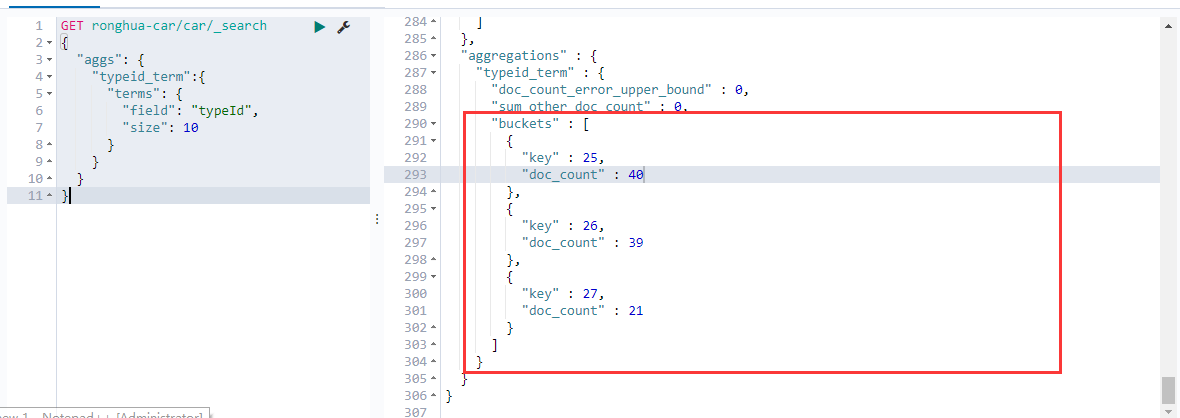 1 GET ronghua-car/car/_search
2 {
3 "aggs": {
4 "typeid_term":{
5 "terms": {
6 "field": "typeId",
7 "size": 10
8 }
9 }
10 }
11 }
284 ]
285 },
286 "aggregations" : {
287 "typeid_term" : {
288 "doc_count_error_upper_bound" : 0,
289 "sum_other_doc_count" : 0,
290 "buckets" : [
291 {
292 "key" : 25,
293 "doc_count" : 40
294 },
295 {
296 "key" : 26,
297 "doc_count" : 39
298 },
299 {
300 "key" : 27,
301 "doc_count" : 21
302 }
303 ]
304 }
305 }
306 }
307
new 1 - Notepad++ [Administrator]